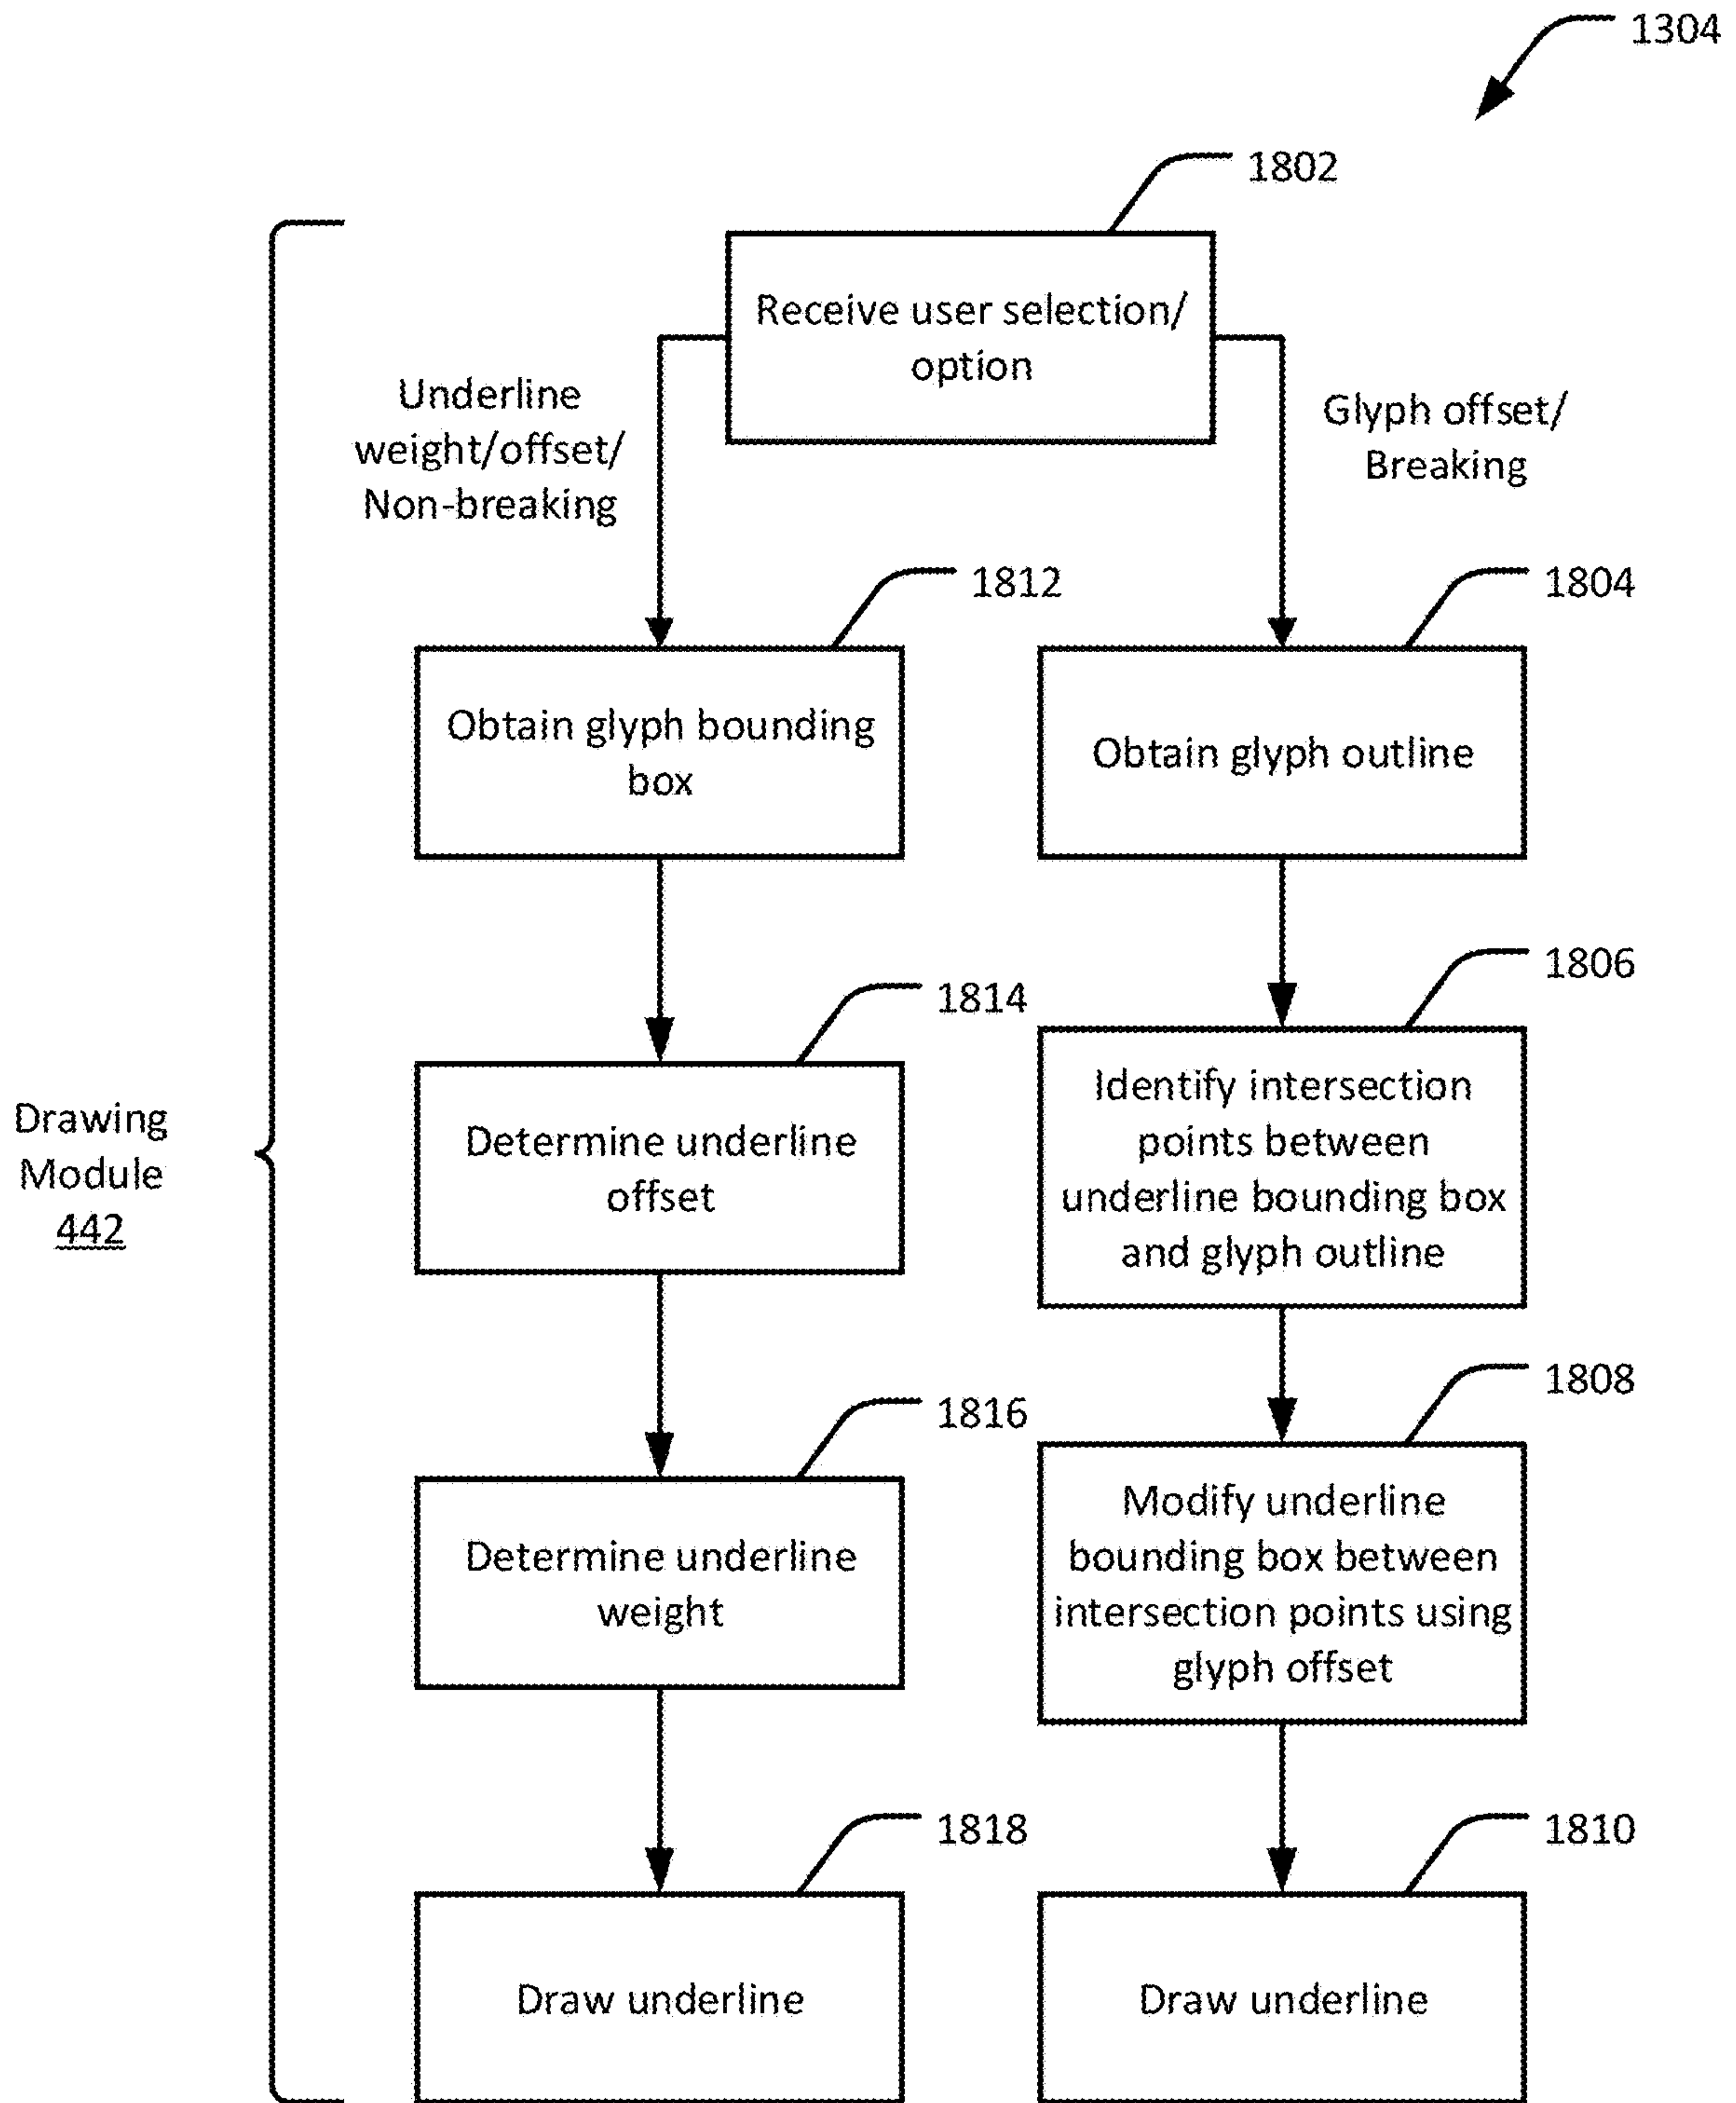 1304
1802
Receive user selection/
option
Underline
weight/offset/
Non-breaking
Glyph offset/
Breaking
1812
1804
Obtain glyph bounding
box
Obtain glyph outline
1814
1806
Determine underline
offset
Identify intersection
points between
underline bounding box
and glyph outline
Drawing
Module
442
1816
1808
Determine underline
weight
Modify underline
bounding box between
intersection points using
glyph offset
1818
1810
Draw underline
Draw underline